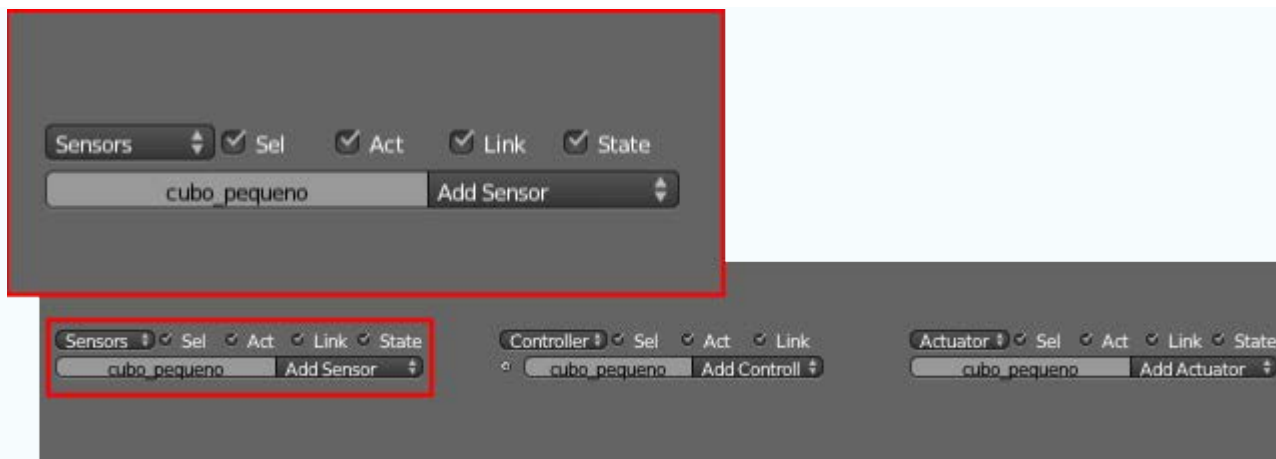 Sensors Sel Act Link State
cubo_pequeno Add Sensor
Sensors Sel Act Link State Controller Sel Act Link Actuator Sel Act Link State
cubo_pequeno Add Sensor cubo_pequeno Add Controll cubo_pequeno Add Actuator